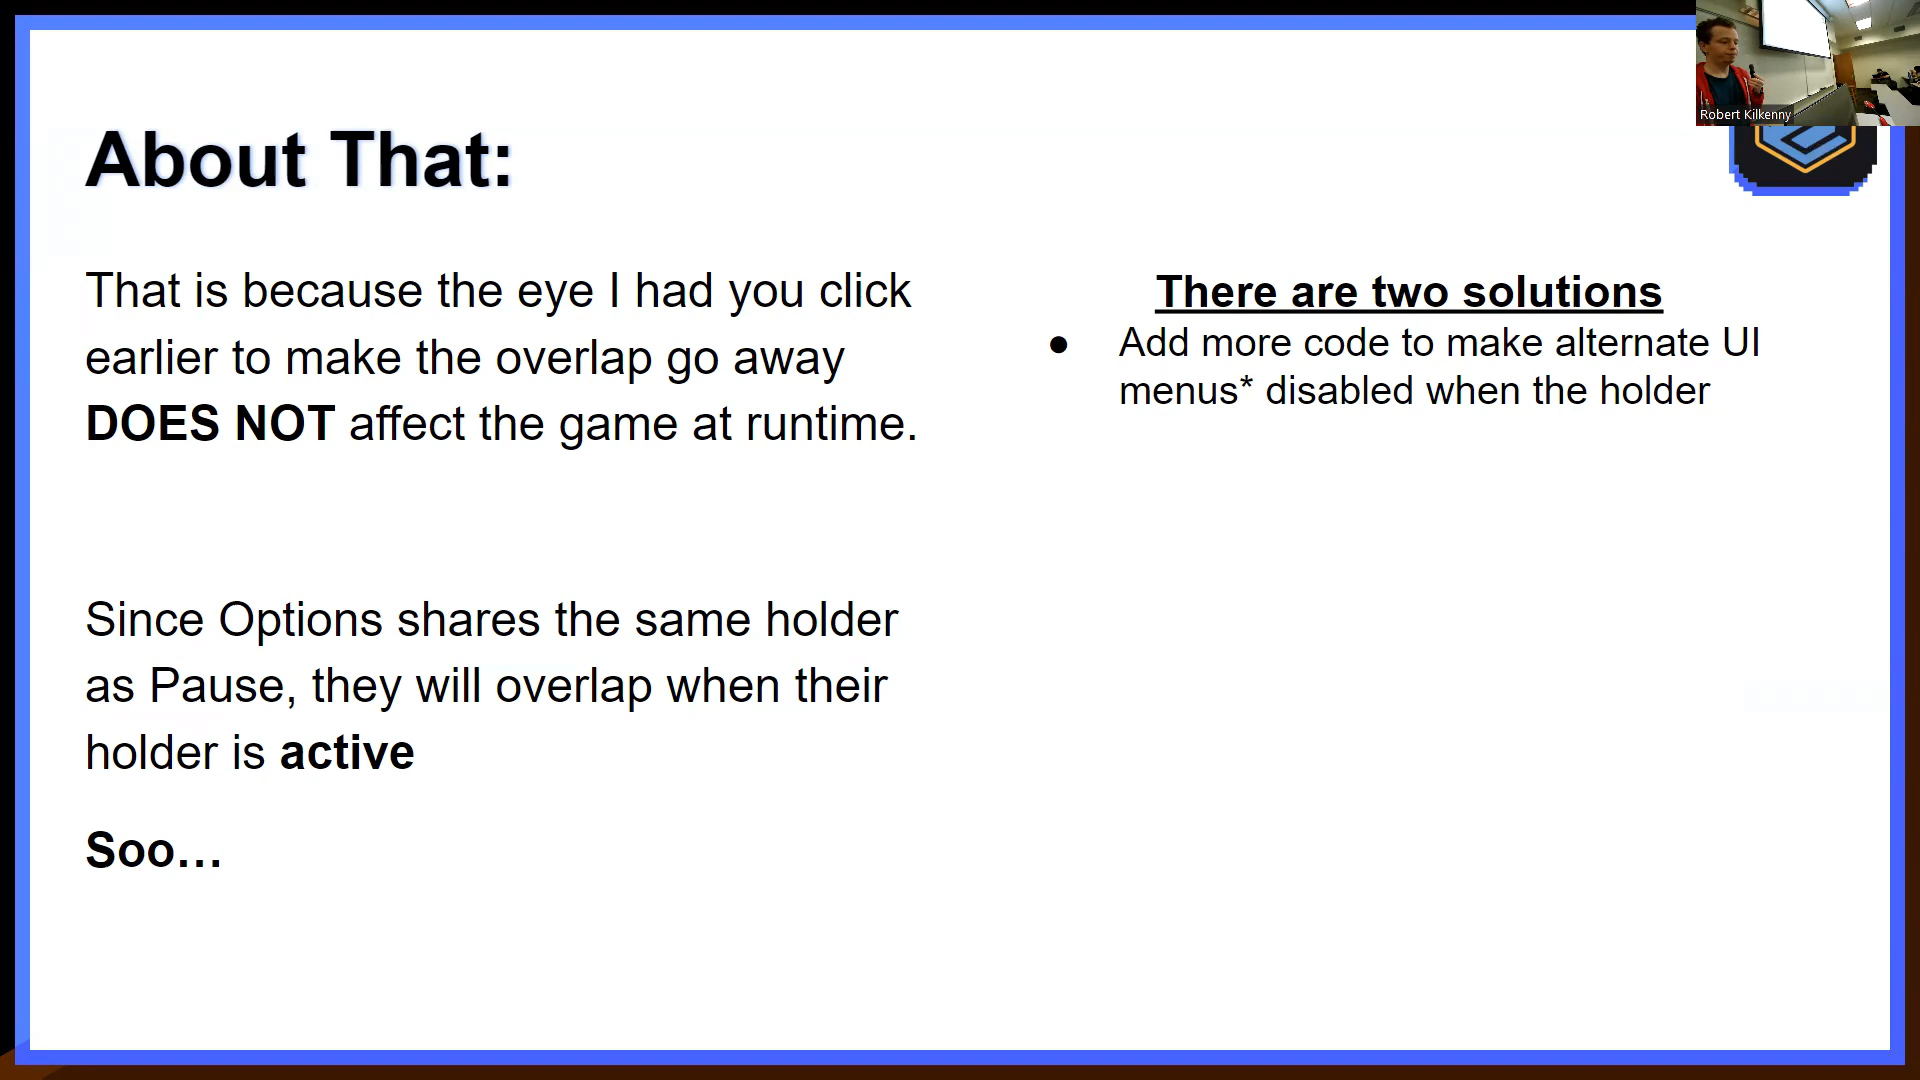 About That:
That is because the eye I had you click
earlier to make the overlap go away
DOES NOT affect the game at runtime.
Since Options shares the same holder
as Pause, they will overlap when their
holder is active
Soo…
There are two solutions
● Add more code to make alternate UI
menus* disabled when the holder
Robert Kilkenny